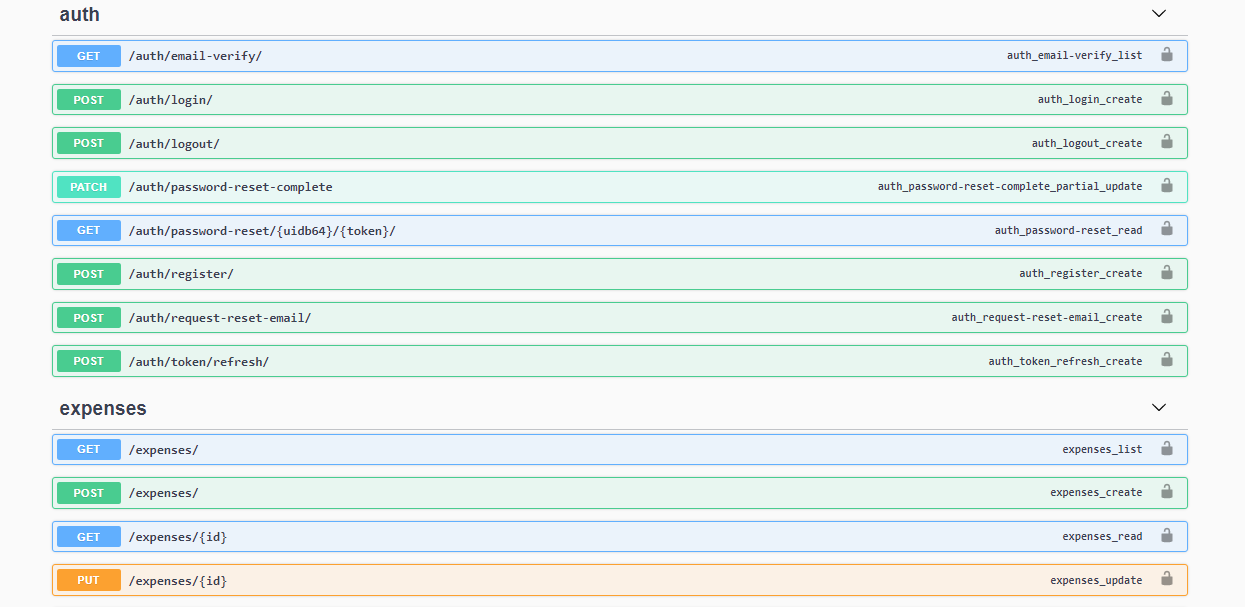 auth
GET /auth/email-verify/ auth_email-verify_list
POST /auth/login/ auth_login_create
POST /auth/logout/ auth_logout_create
PATCH /auth/password-reset-complete auth_password-reset-complete_partial_update
GET /auth/password-reset/{uidb64}/{token}/ auth_password-reset_read
POST /auth/register/ auth_register_create
POST /auth/request-reset-email/ auth_request-reset-email_create
POST /auth/token/refresh/ auth_token_refresh_create
expenses
GET /expenses/ expenses_list
POST /expenses/ expenses_create
GET /expenses/{id} expenses_read
PUT /expenses/{id} expenses_update